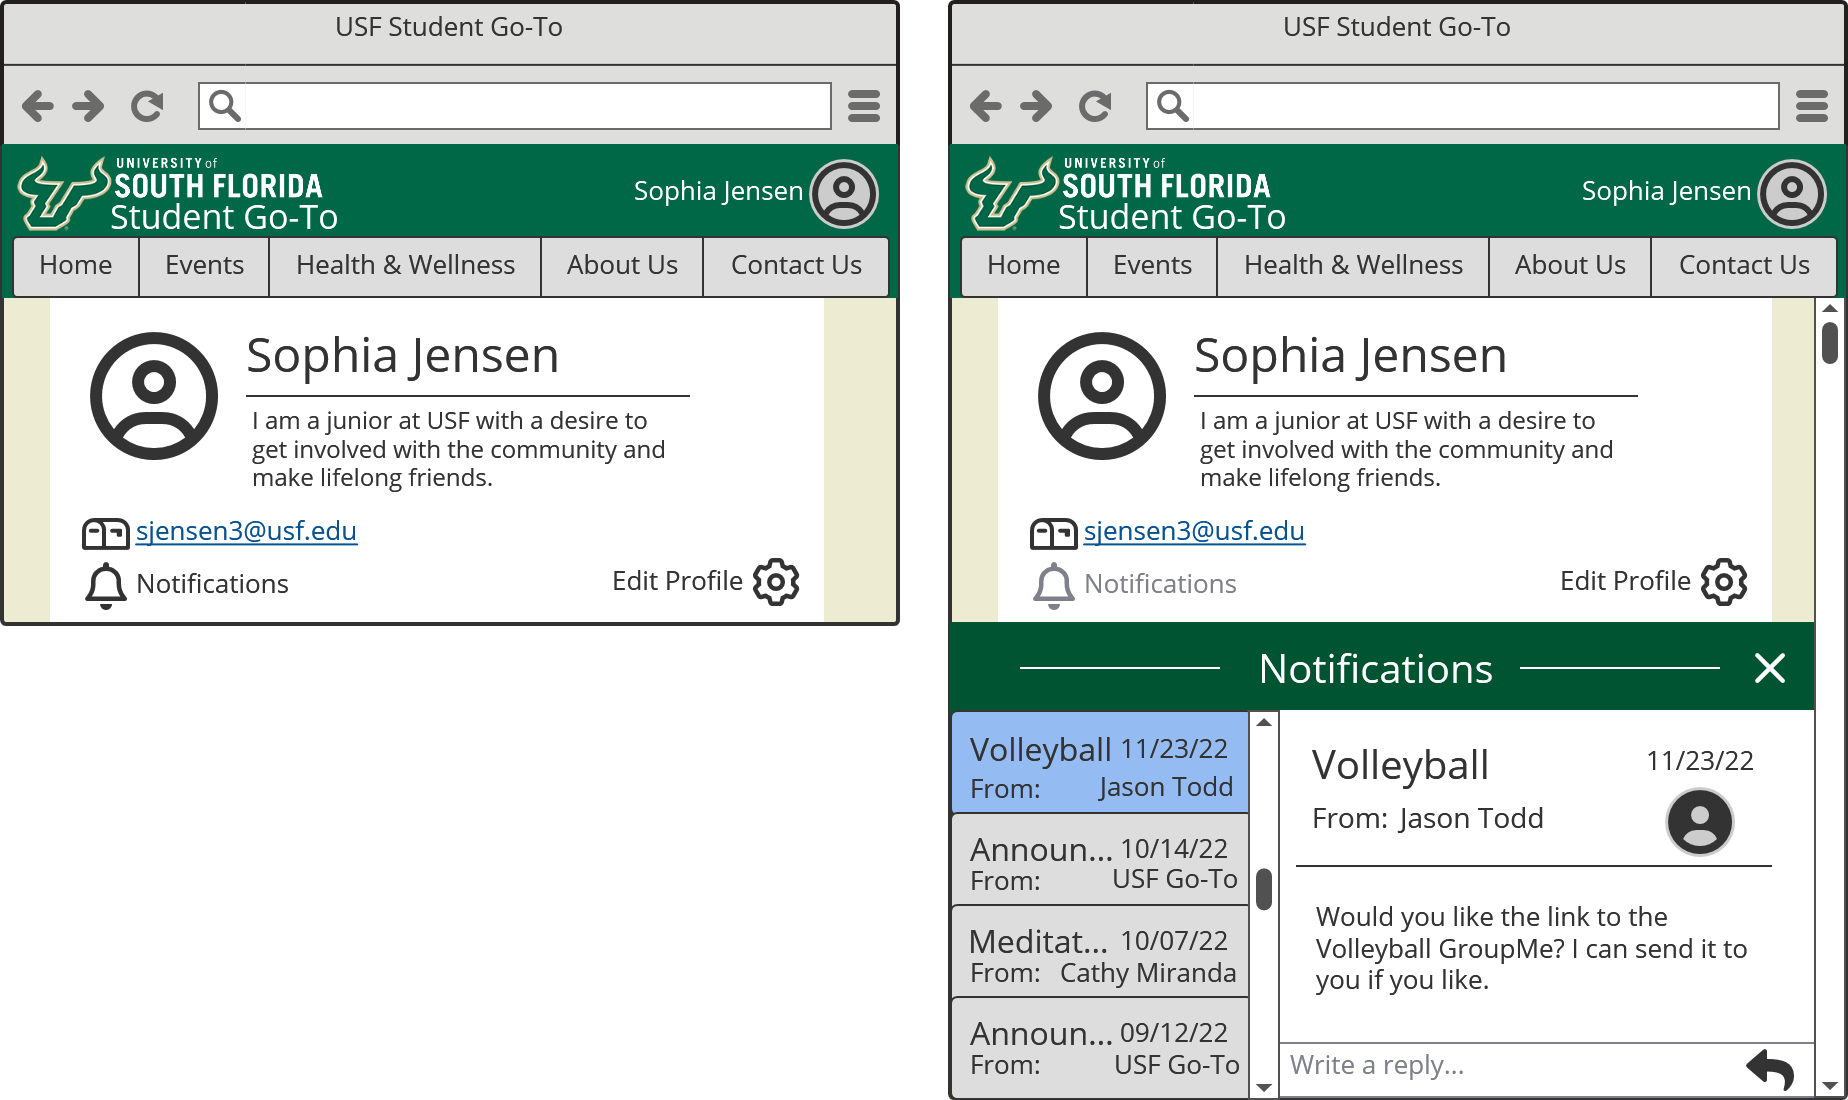 USF Student Go-To
UNIVERSITY of
SOUTH FLORIDA
Student Go-To
Sophia Jensen
Home Events Health & Wellness About Us Contact Us
Sophia Jensen
I am a junior at USF with a desire to
get involved with the community and
make lifelong friends.
sjensen3@usf.edu
Notifications
Edit Profile
USF Student Go-To
UNIVERSITY of
SOUTH FLORIDA
Student Go-To
Sophia Jensen
Home Events Health & Wellness About Us Contact Us
Sophia Jensen
I am a junior at USF with a desire to
get involved with the community and
make lifelong friends.
sjensen3@usf.edu
Notifications
Edit Profile
Notifications
Volleyball 11/23/22
From: Jason Todd
Announ... 10/14/22
From: USF Go-To
Meditat... 10/07/22
From: Cathy Miranda
Announ... 09/12/22
From: USF Go-To
Volleyball 11/23/22
From: Jason Todd
Would you like the link to the
Volleyball GroupMe? I can send it to
you if you like.
Write a reply...